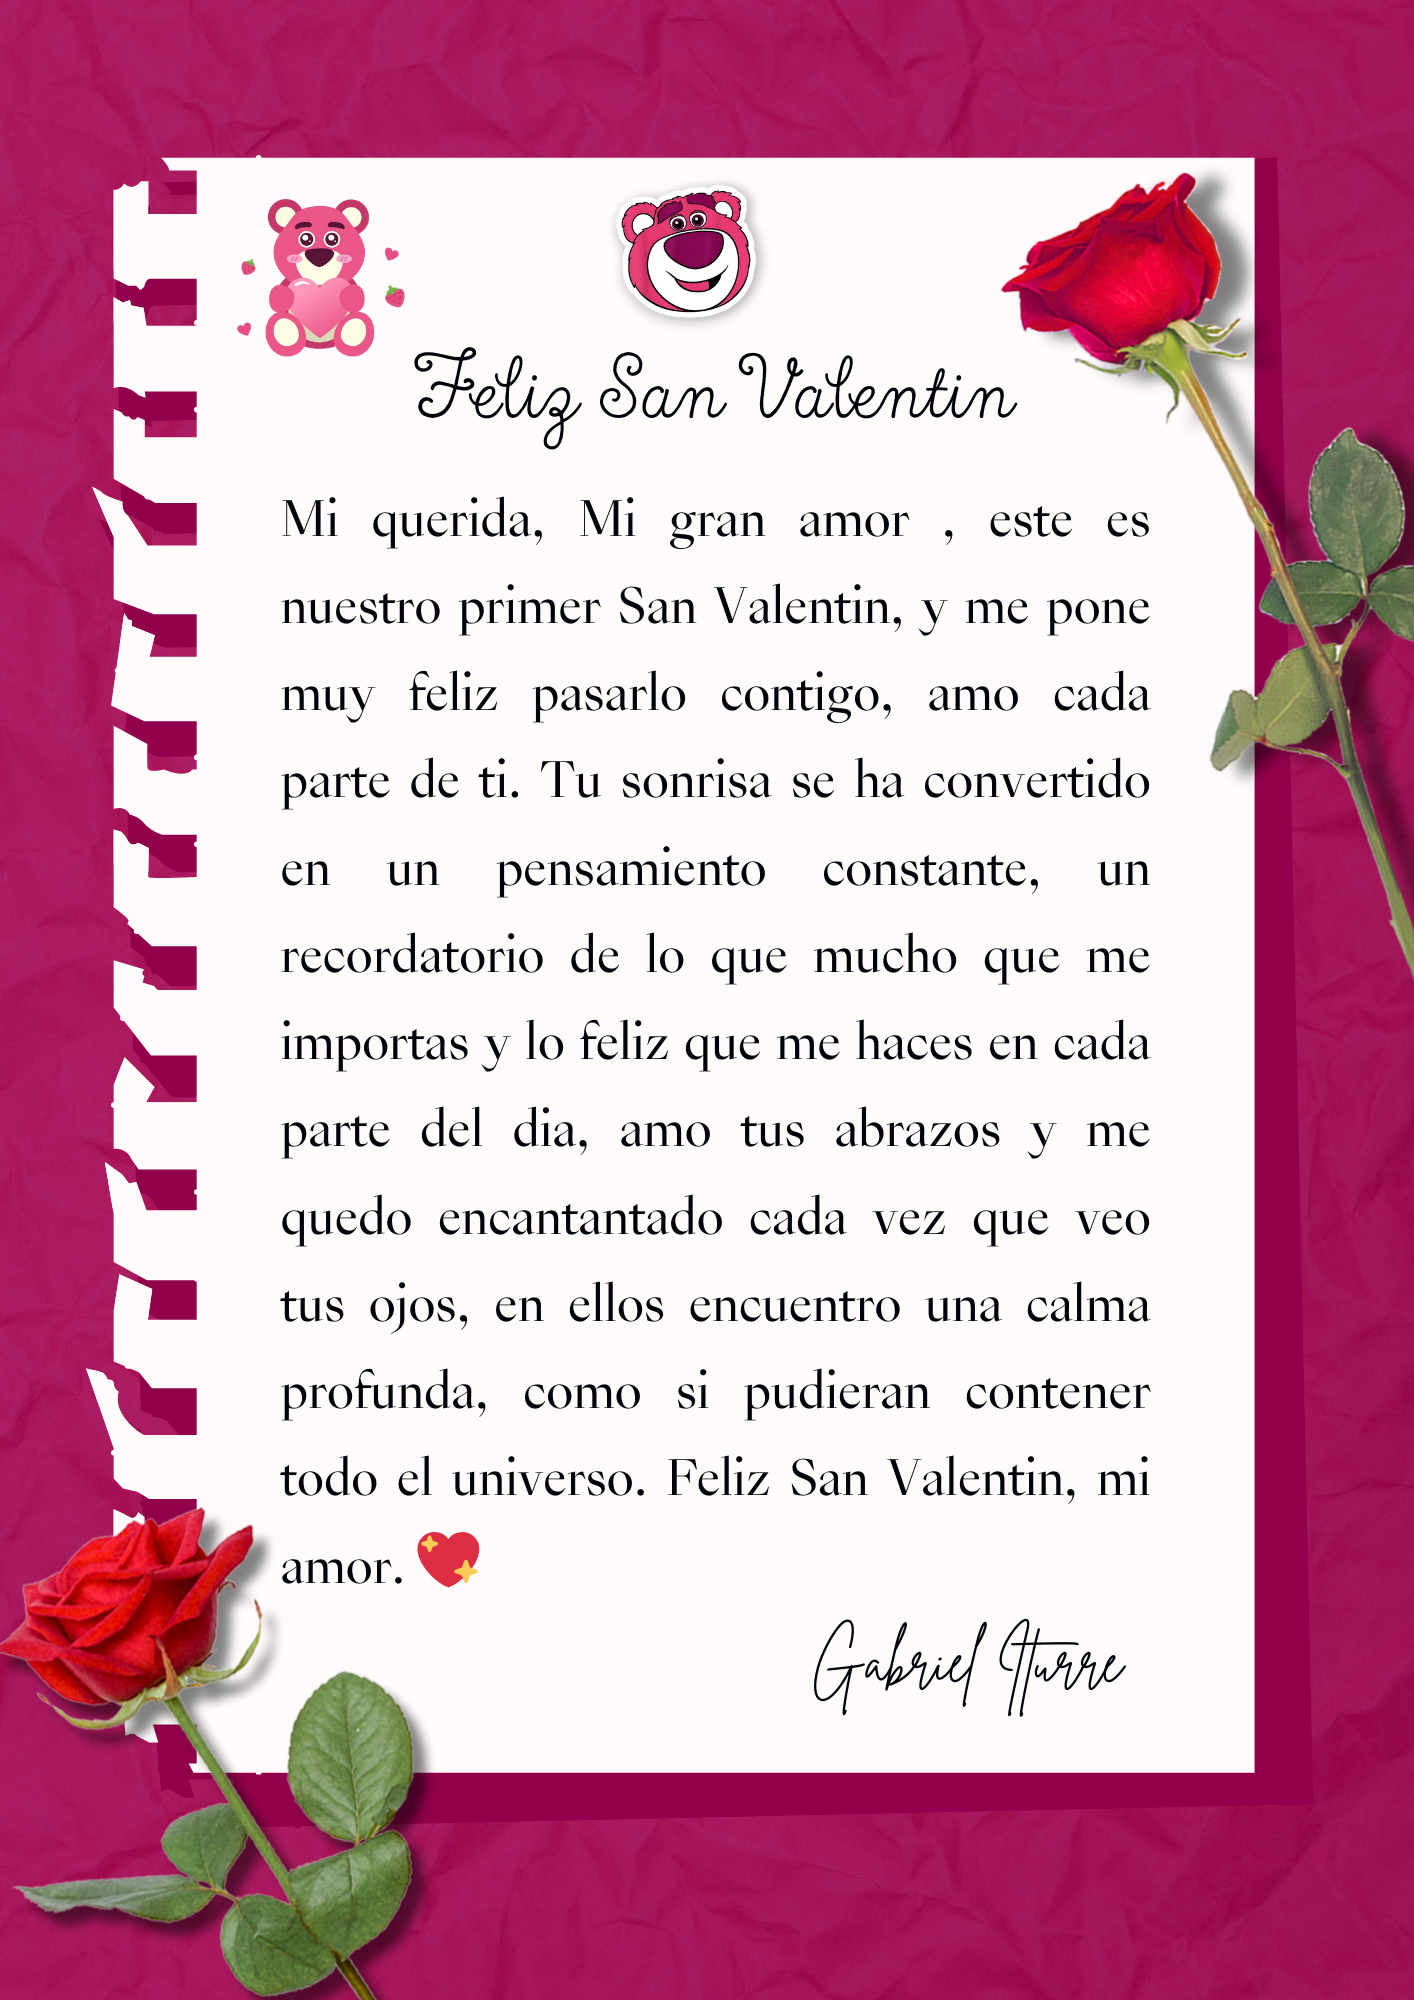 Feliz San Valentin
Mi querida, Mi gran amor , este es
nuestro primer San Valentin, y me pone
muy feliz pasarlo contigo, amo cada
parte de ti. Tu sonrisa se ha convertido
en un pensamiento constante, un
recordatorio de lo que mucho que me
importas y lo feliz que me haces en cada
parte del dia, amo tus abrazos y me
quedo encantantado cada vez que veo
tus ojos, en ellos encuentro una calma
profunda, como si pudieran contener
todo el universo. Feliz San Valentin, mi
amor. 💖
Gabriel Iturre